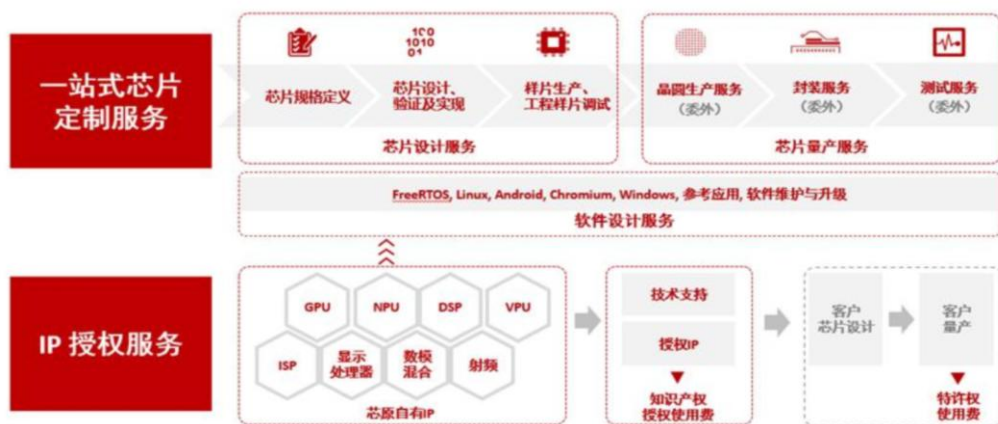 一站式芯片
定制服务
100
1010
01
芯片规格定义
芯片设计、
验证及实现
样片生产、
工程样片调试
芯片设计服务
晶圆生产服务
(委外)
封装服务
(委外)
测试服务
(委外)
芯片量产服务
FreeRTOS, Linux, Android, Chromium, Windows, 参考应用, 软件维护与升级
软件设计服务
IP 授权服务
GPU
NPU
DSP
VPU
ISP
显示
处理器
数模
混合
射频
芯原自有IP
技术支持
授权IP
知识产权
授权使用费
客户
芯片设计
客户
量产
特许权
使用费